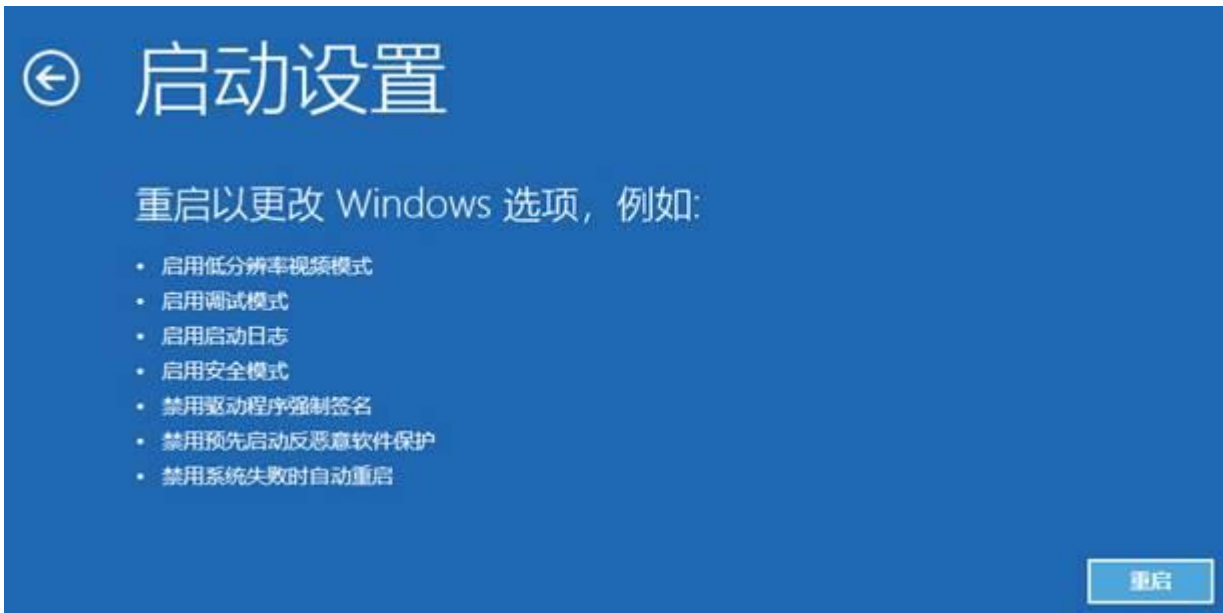 启动设置
重启以更改 Windows 选项，例如:
• 启用低分辨率视频模式
• 启用调试模式
• 启用启动日志
• 启用安全模式
• 禁用驱动程序强制签名
• 禁用预先启动反恶意软件保护
• 禁用系统失败时自动重启
重启